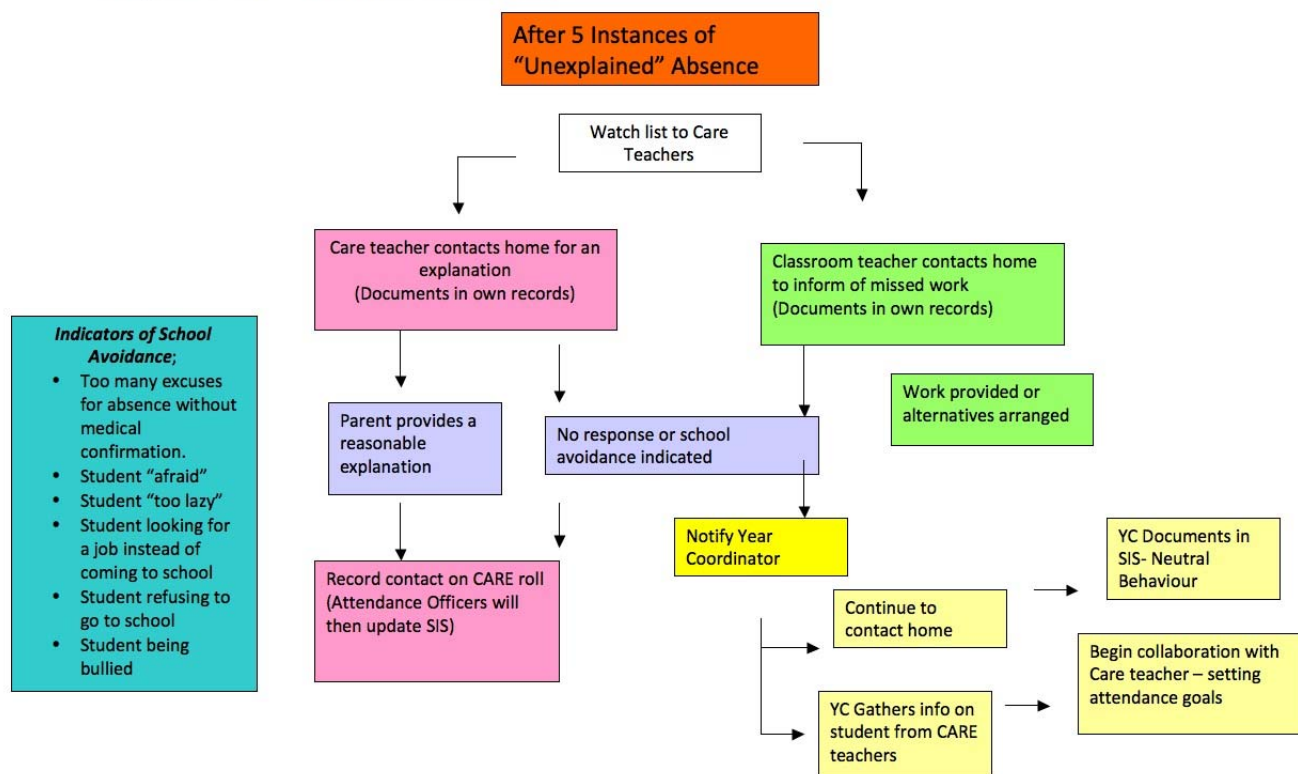 After 5 Instances of
“Unexplained” Absence
Watch list to Care
Teachers
Care teacher contacts home for an
explanation
(Documents in own records)
Classroom teacher contacts home
to inform of missed work
(Documents in own records)
Indicators of School
Avoidance;
• Too many excuses
for absence without
medical
confirmation.
• Student “afraid”
• Student “too lazy”
• Student looking for
a job instead of
coming to school
• Student refusing to
go to school
• Student being
bullied
Parent provides a
reasonable
explanation
No response or school
avoidance indicated
Work provided or
alternatives arranged
Record contact on CARE roll
(Attendance Officers will
then update SIS)
Notify Year
Coordinator
Continue to
contact home
YC Documents in
SIS- Neutral
Behaviour
YC Gathers info on
student from CARE
teachers
Begin collaboration with
Care teacher – setting
attendance goals